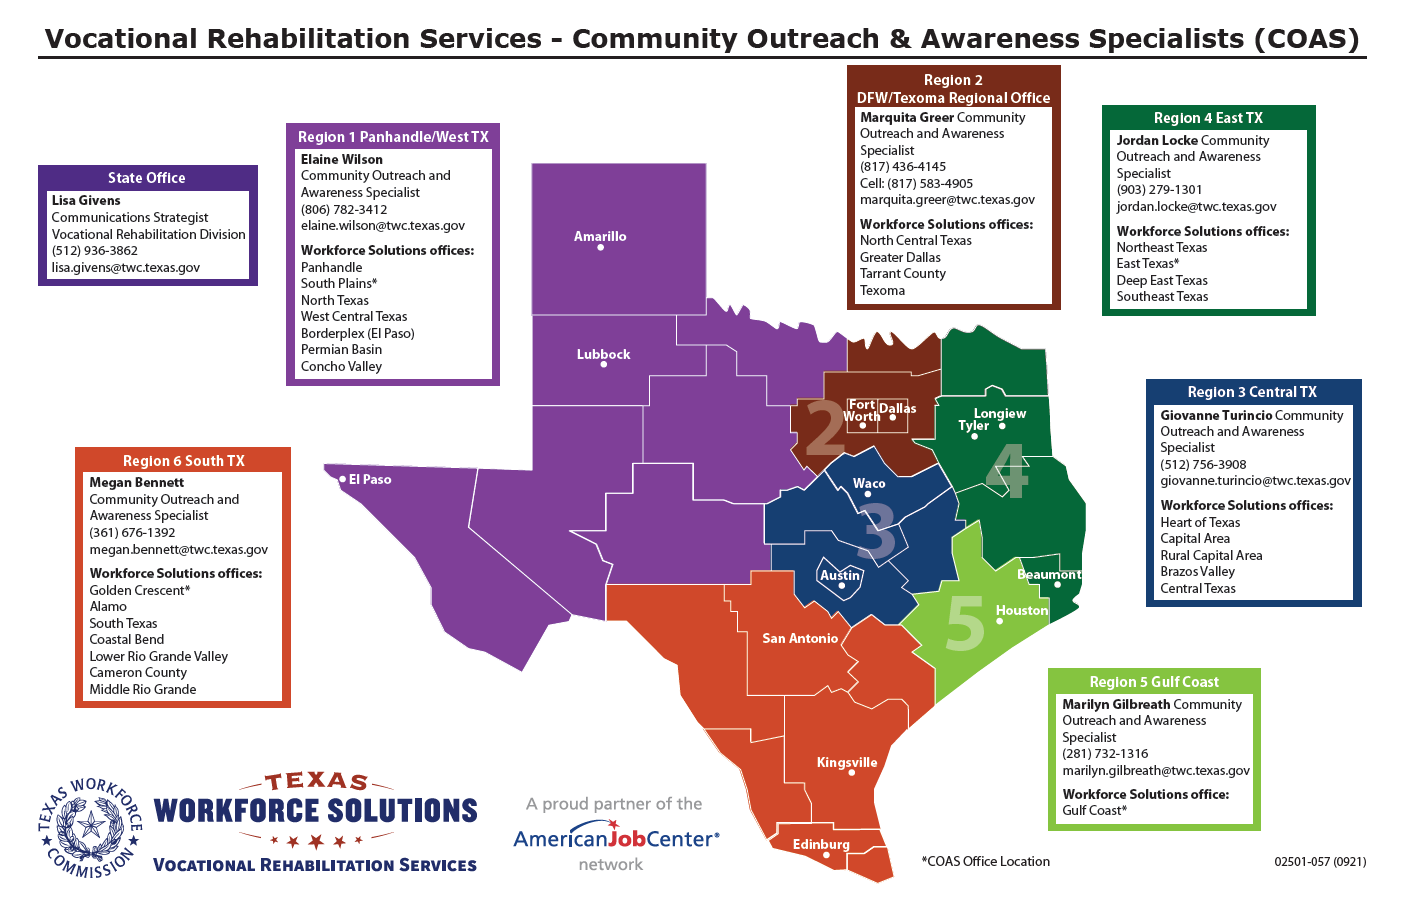 Vocational Rehabilitation Services - Community Outreach & Awareness Specialists (COAS)
State Office
Lisa Givens
Communications Strategist
Vocational Rehabilitation Division
(512) 936-3862
lisa.givens@twc.texas.gov
Region 1 Panhandle/West TX
Elaine Wilson
Community Outreach and
Awareness Specialist
(806) 782-3412
elaine.wilson@twc.texas.gov
Workforce Solutions offices:
Panhandle
South Plains*
North Texas
West Central Texas
Borderplex (El Paso)
Permian Basin
Concho Valley
Region 2
DFW/Texoma Regional Office
Marquita Greer Community
Outreach and Awareness
Specialist
(817) 436-4145
Cell: (817) 583-4905
marquita.greer@twc.texas.gov
Workforce Solutions offices:
North Central Texas
Greater Dallas
Tarrant County
Texoma
Region 4 East TX
Jordan Locke Community
Outreach and Awareness
Specialist
(903) 279-1301
jordan.locke@twc.texas.gov
Workforce Solutions offices:
Northeast Texas
East Texas*
Deep East Texas
Southeast Texas
Region 3 Central TX
Giovanne Turincio Community
Outreach and Awareness
Specialist
(512) 756-3908
giovanne.turincio@twc.texas.gov
Workforce Solutions offices:
Heart of Texas
Capital Area
Rural Capital Area
Brazos Valley
Central Texas
Region 6 South TX
Megan Bennett
Community Outreach and
Awareness Specialist
(361) 676-1392
megan.bennett@twc.texas.gov
Workforce Solutions offices:
Golden Crescent*
Alamo
South Texas
Coastal Bend
Lower Rio Grande Valley
Cameron County
Middle Rio Grande
Region 5 Gulf Coast
Marilyn Gilbreath Community
Outreach and Awareness
Specialist
(281) 732-1316
marilyn.gilbreath@twc.texas.gov
Workforce Solutions office:
Gulf Coast*
Amarillo
Lubbock
El Paso
2
Fort
Worth
Dallas
Longiew
Tyler
4
Waco
3
Austin
Beaumont
5
Houston
San Antonio
Kingsville
Edinburg
TEXAS WORKFORCE
COMMISSION
TEXAS
WORKFORCE SOLUTIONS
VOCATIONAL REHABILITATION SERVICES
A proud partner of the
AmericanJobCenter®
network
*COAS Office Location
02501-057 (0921)